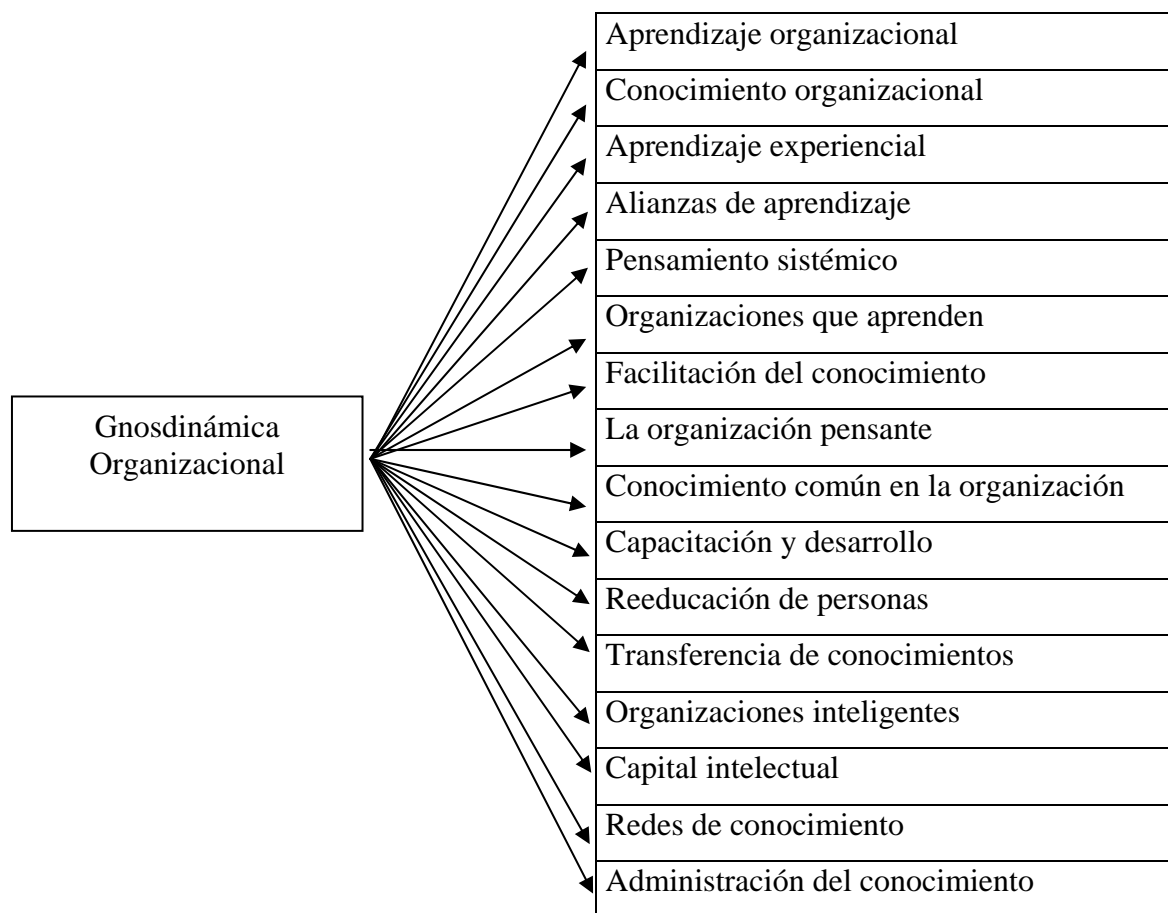 Aprendizaje organizacional
Conocimiento organizacional
Aprendizaje experiencial
Alianzas de aprendizaje
Pensamiento sistémico
Organizaciones que aprenden
Facilitación del conocimiento
Gnosdinámica
Organizacional
La organización pensante
Conocimiento común en la organización
Capacitación y desarrollo
Reeducación de personas
Transferencia de conocimientos
Organizaciones inteligentes
Capital intelectual
Redes de conocimiento
Administración del conocimiento